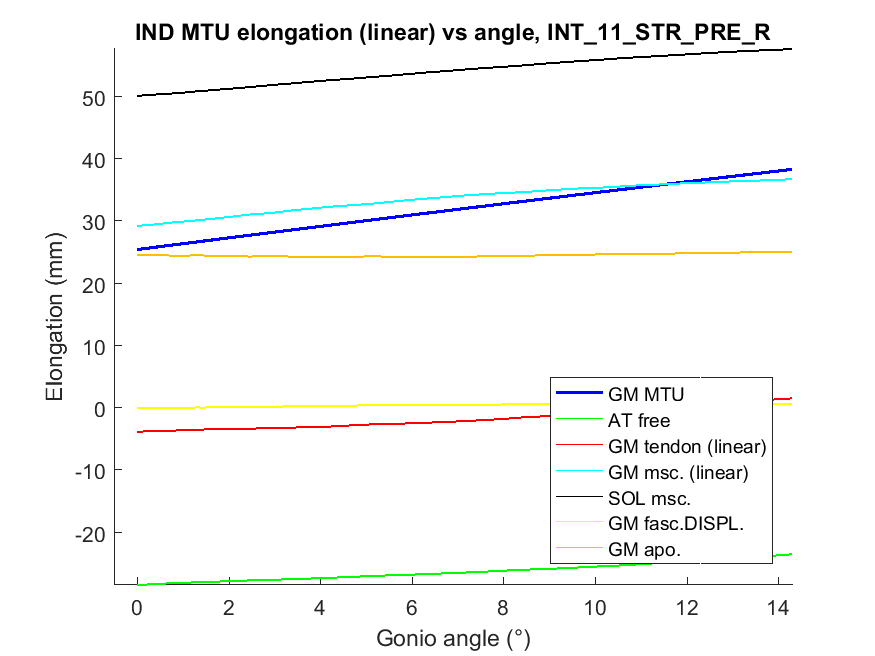 IND MTU elongation (linear) vs angle, INT_11_STR_PRE_R
Elongation (mm)
50
40
30
20
10
0
-10
-20
GM MTU
AT free
GM tendon (linear)
GM msc. (linear)
SOL msc.
GM fasc.DISPL.
GM apo.
0 2 4 6 8 10 12 14
Gonio angle (°)